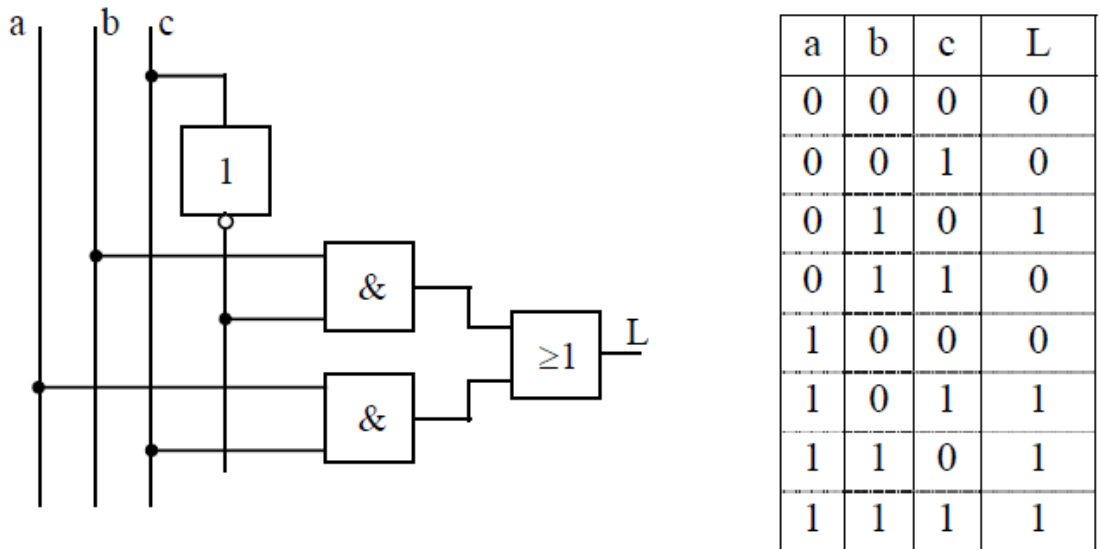 a b c
1
&
≥1
L
&
a b c L
0 0 0 0
0 0 1 0
0 1 0 1
0 1 1 0
1 0 0 0
1 0 1 1
1 1 0 1
1 1 1 1